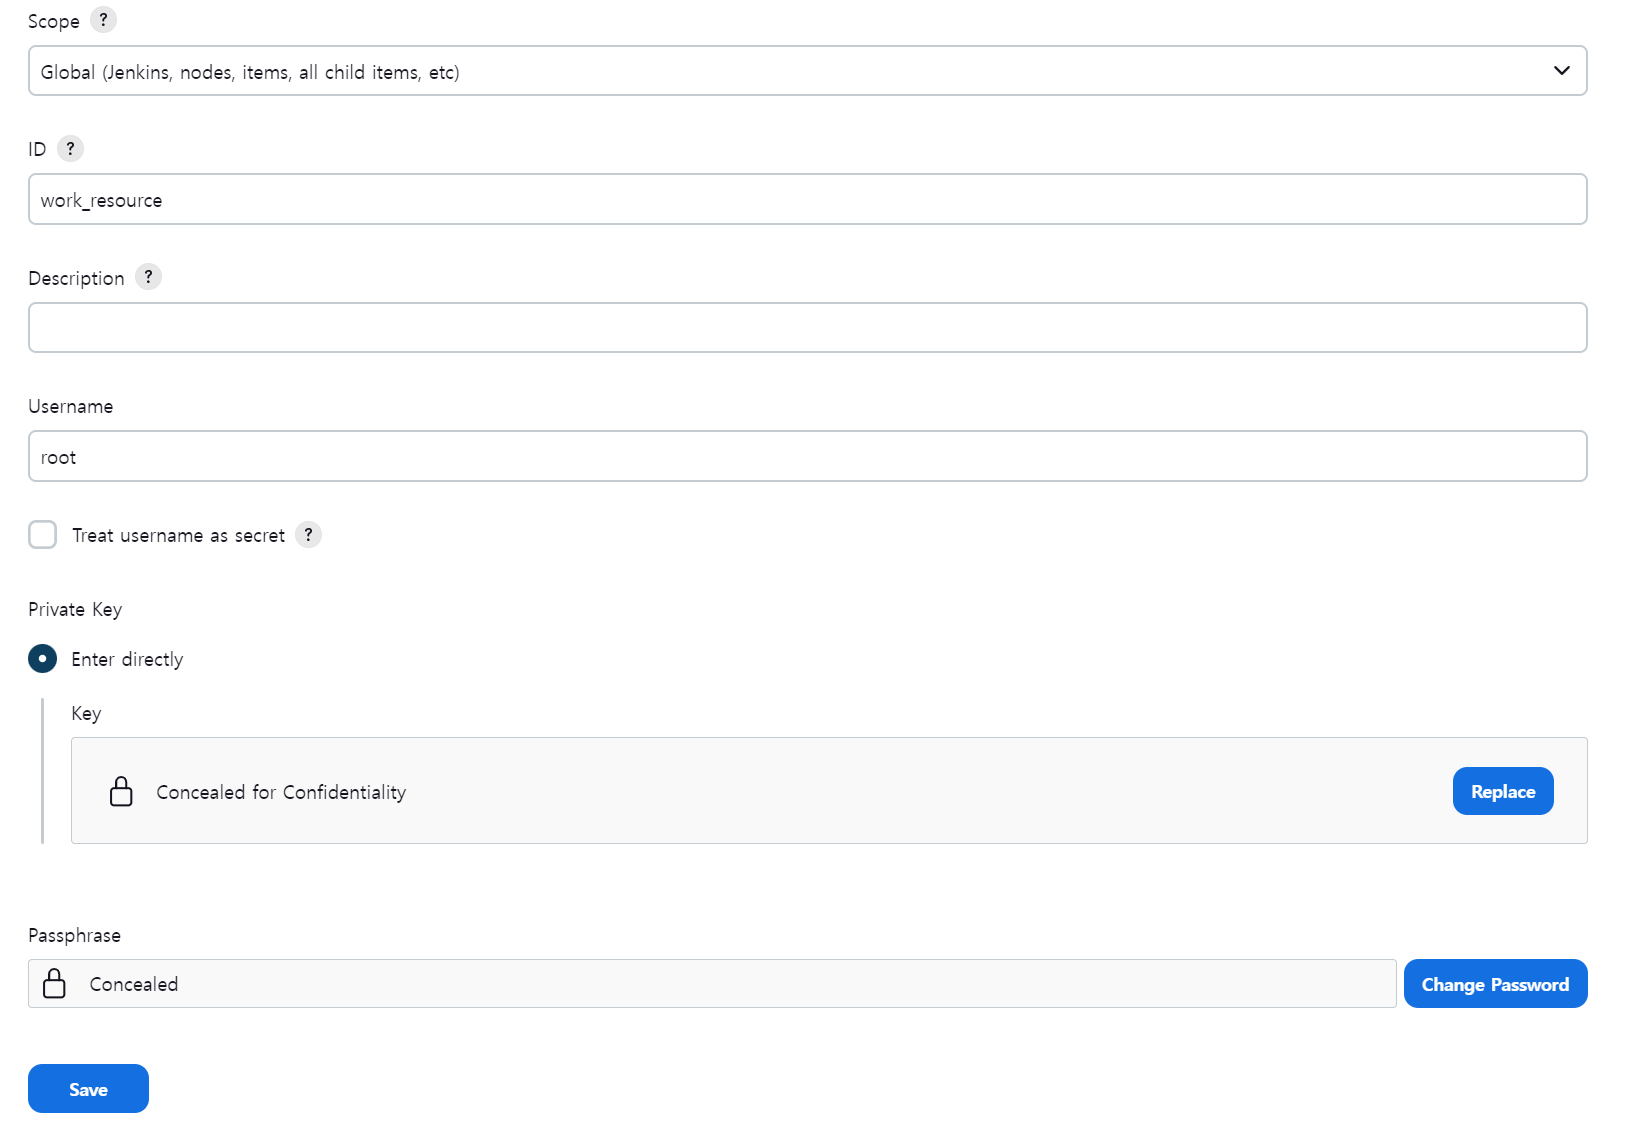 Scope ?
Global (Jenkins, nodes, items, all child items, etc)
ID ?
work_resource
Description ?
Username
root
Treat username as secret ?
Private Key
Enter directly
Key
Concealed for Confidentiality
Replace
Passphrase
Concealed
Change Password
Save